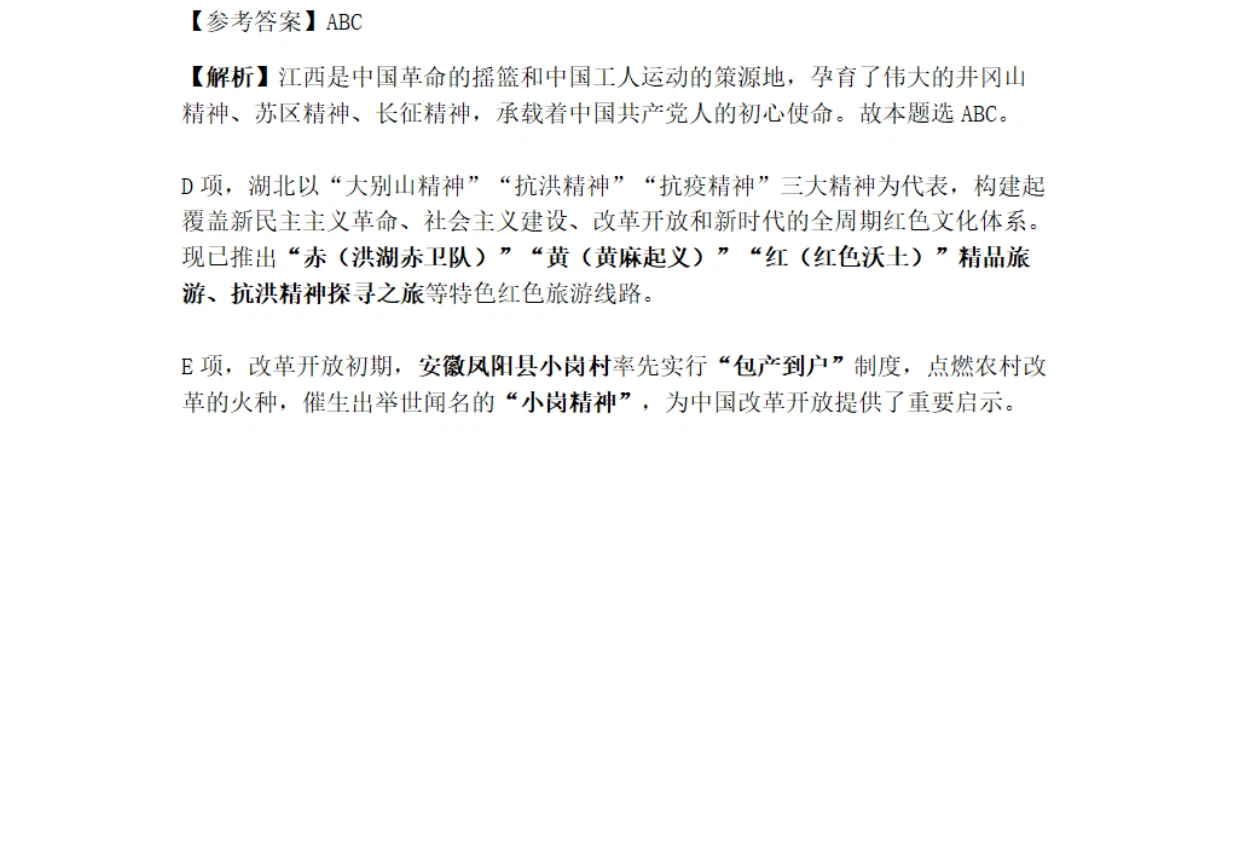 【参考答案】ABC
【解析】江西是中国革命的摇篮和中国工人运动的策源地，孕育了伟大的井冈山
精神、苏区精神、长征精神，承载着中国共产党人的初心使命。故本题选 ABC。
D 项，湖北以“大别山精神”“抗洪精神”“抗疫精神”三大精神为代表，构建起
覆盖新民主主义革命、社会主义建设、改革开放和新时代的全周期红色文化体系。
现已推出“赤（洪湖赤卫队）”“黄（黄麻起义）”“红（红色沃土）”精品旅
游、抗洪精神探寻之旅等特色红色旅游线路。
E 项，改革开放初期，安徽凤阳县小岗村率先实行“包产到户”制度，点燃农村改
革的火种，催生出举世闻名的“小岗精神”，为中国改革开放提供了重要启示。